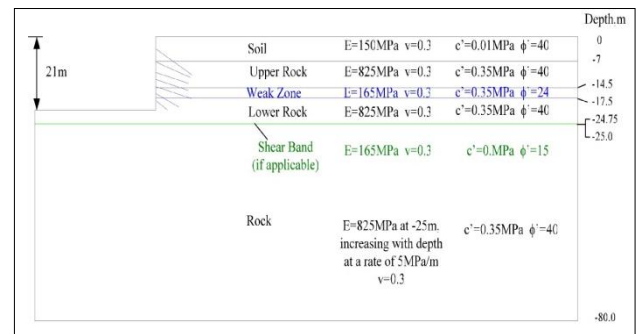 Depth.m
Soil E=150MPa v=0.3 c'=0.01MPa ϕ'=40 0
-7
21m
Upper Rock E=825MPa v=0.3 c'=0.35MPa ϕ'=40
-14.5
Weak Zone E=165MPa v=0.3 c'=0.35MPa ϕ'=24
-17.5
Lower Rock E=825MPa v=0.3 c'=0.35MPa ϕ'=40
-24.75
-25.0
Shear Band
(if applicable)
E=165MPa v=0.3 c'=0.MPa ϕ'=15
Rock
E=825MPa at -25m,
increasing with depth
at a rate of 5MPa/m
v=0.3
c'=0.35MPa ϕ'=40
-80.0